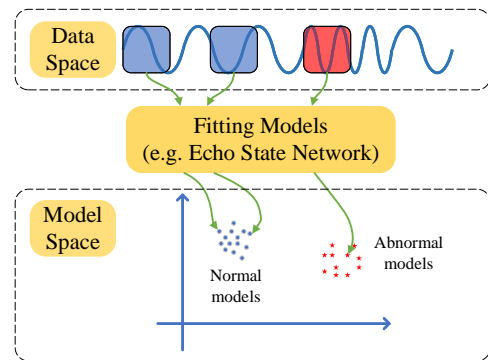 Data
Space
Fitting Models
(e.g. Echo State Network)
Model
Space
Normal
models
Abnormal
models